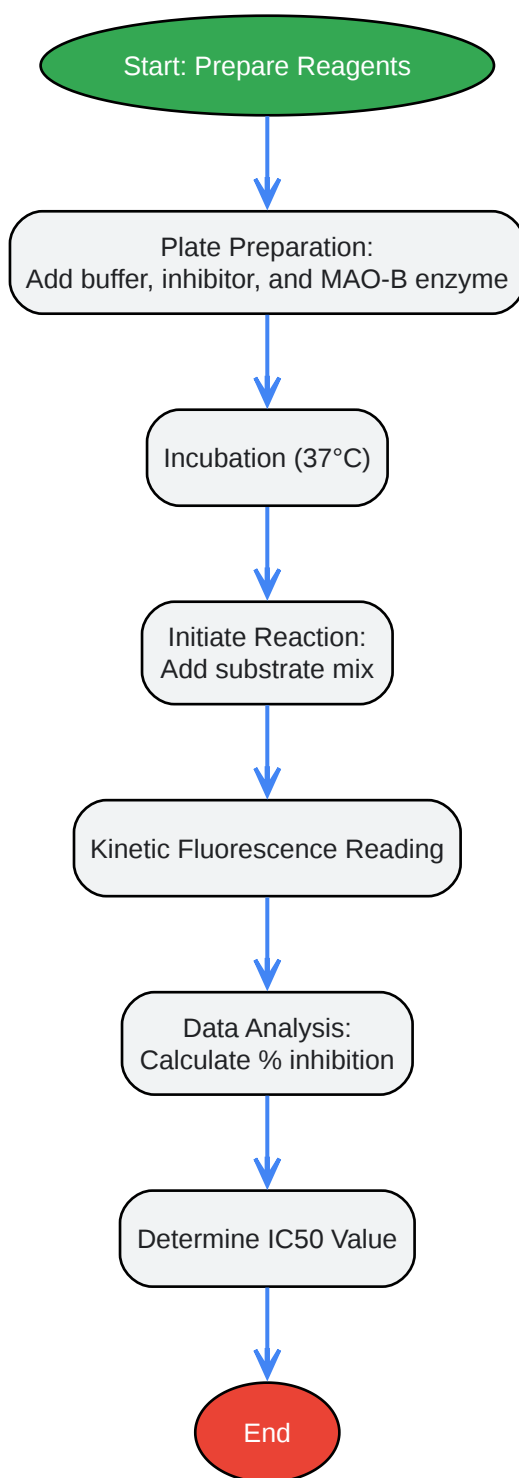 Start: Prepare Reagents
Plate Preparation:
Add buffer, inhibitor, and MAO-B enzyme
Incubation (37°C)
Initiate Reaction:
Add substrate mix
Kinetic Fluorescence Reading
Data Analysis:
Calculate % inhibition
Determine IC50 Value
End